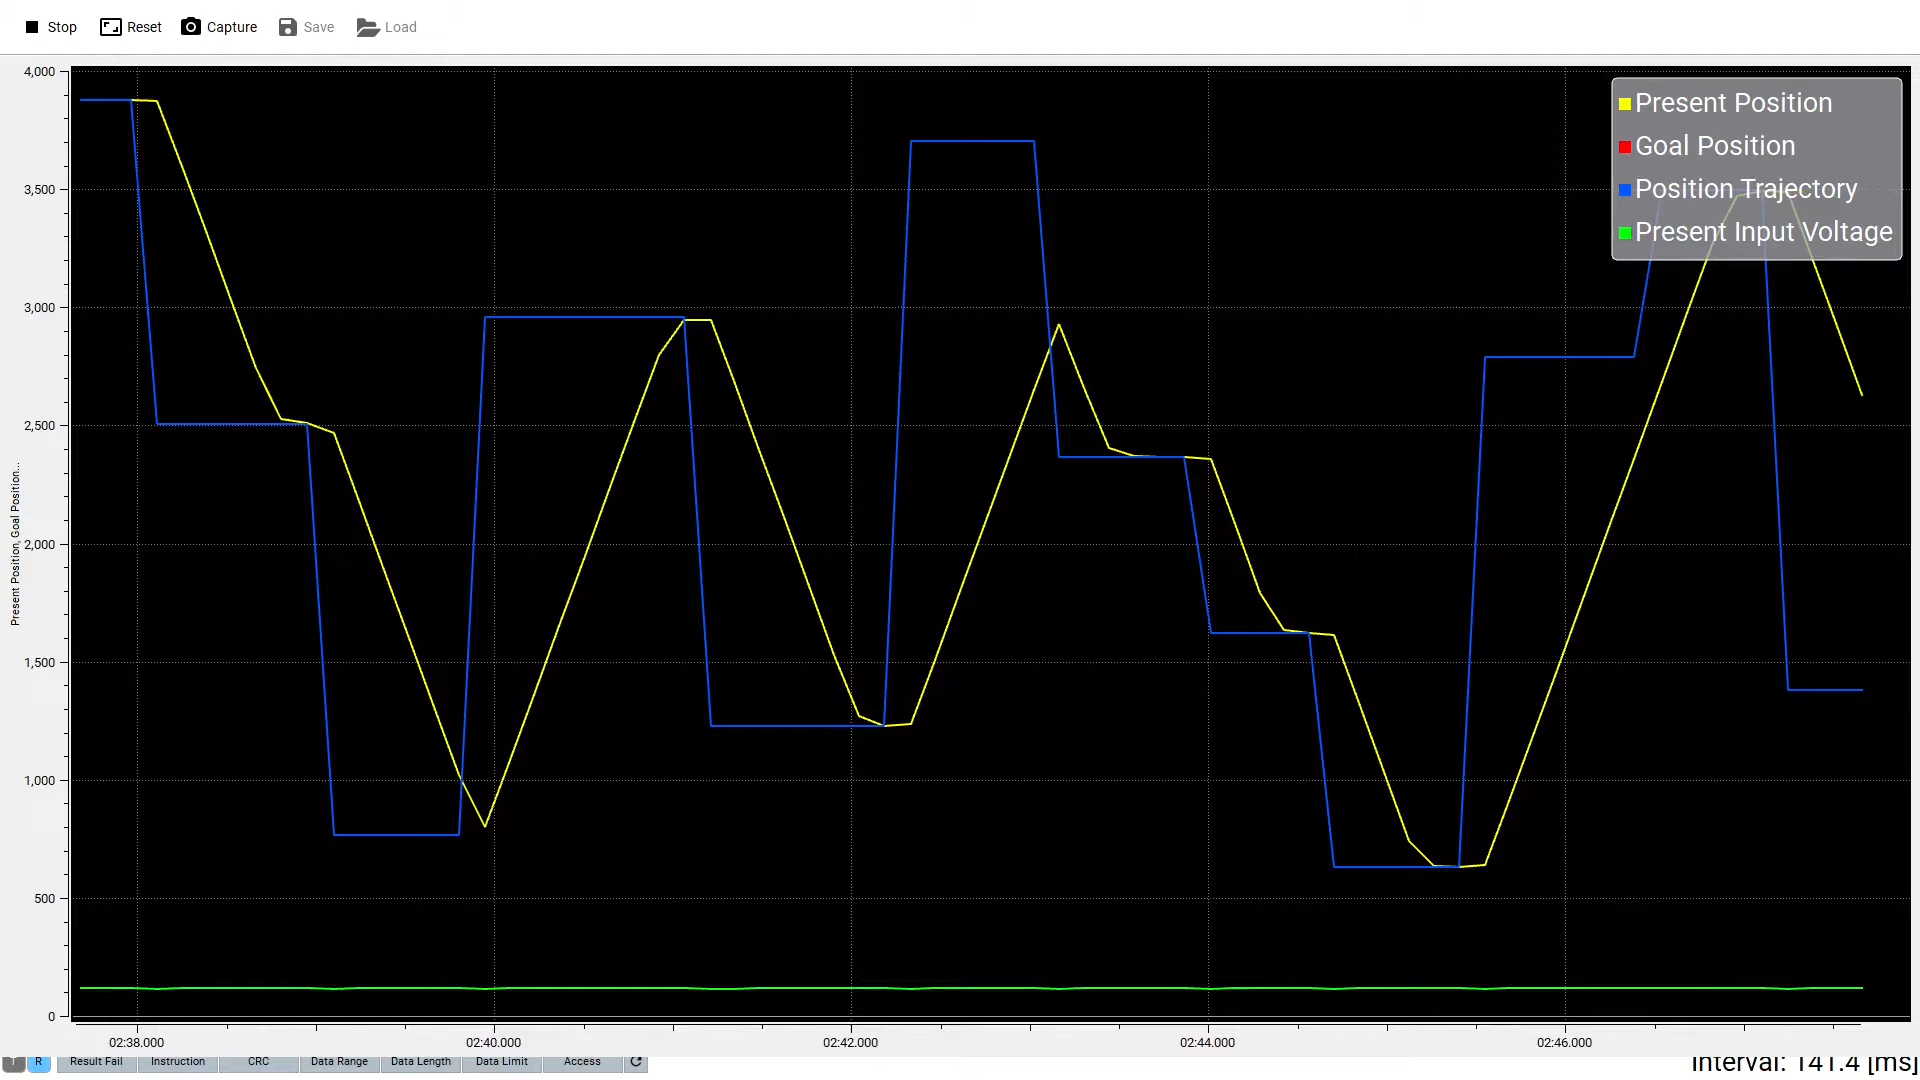 Stop Reset Capture Save Load
4,000
Present Position
Goal Position
3,500
Position Trajectory
Present Input Voltage
3,000
2,500
Present Position, Goal Position...
2,000
1,500
1,000
500
0
02:38.000 02:40.000 02:42.000 02:44.000 02:46.000
T R Result Fail Instruction CRC Data Range Data Length Data Limit Access
Interval: 141.4 [ms]